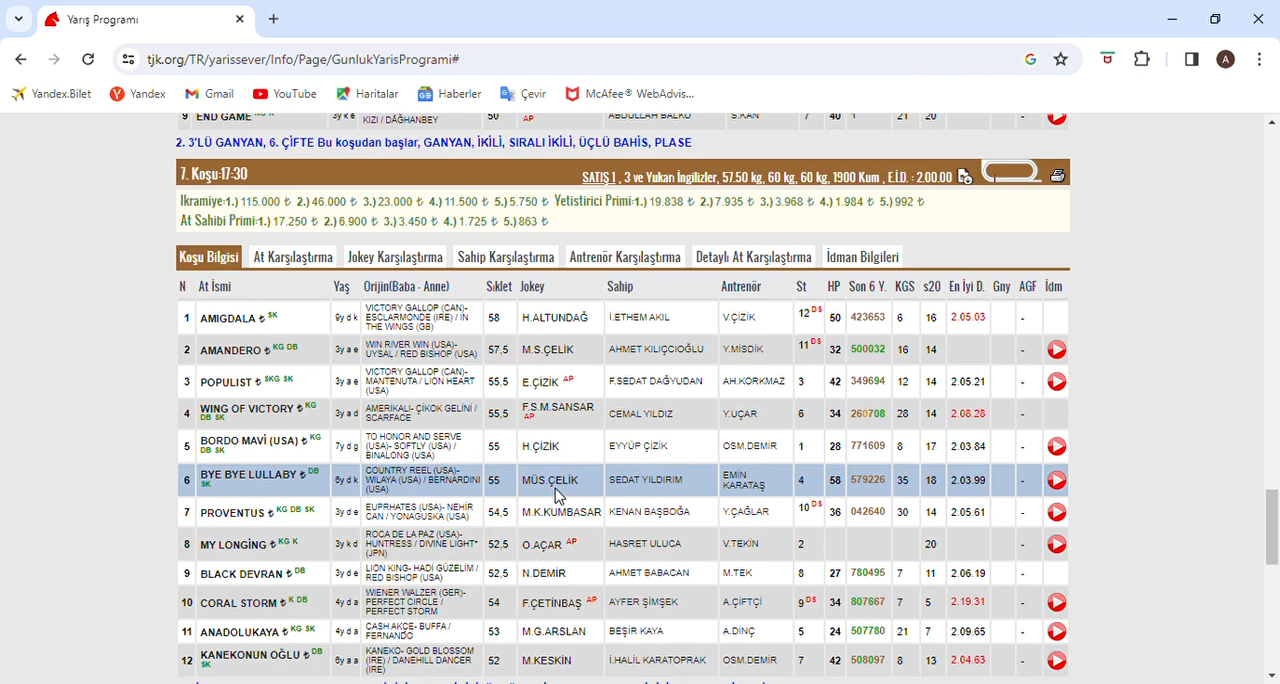 Yarış Programı
tjk.org/TR/yarissever/Info/Page/GunlukYarisProgrami#
A
Yandex.Bilet Yandex Gmail YouTube Haritalar Haberler Çevir McAfee® WebAdvis...
9 END GAME KG K 3y k e KIZI / DAĞHANBEY 50 AP ABDULLAH BALKU S.KAN 7 40 1 21 20 -
2. 3'LÜ GANYAN, 6. ÇİFTE Bu koşudan başlar, GANYAN, İKİLİ, SIRALI İKİLİ, ÜÇLÜ BAHİS, PLASE
7. Koşu:17:30 SATIŞ 1 , 3 ve Yukarı İngilizler, 57.50 kg, 60 kg, 60 kg, 1900 Kum , E.İ.D. : 2.00.00
İkramiye:1.) 115.000 ₺ 2.) 46.000 ₺ 3.) 23.000 ₺ 4.) 11.500 ₺ 5.) 5.750 ₺ Yetistirici Primi:1.) 19.838 ₺ 2.) 7.935 ₺ 3.) 3.968 ₺ 4.) 1.984 ₺ 5.) 992 ₺
At Sahibi Primi:1.) 17.250 ₺ 2.) 6.900 ₺ 3.) 3.450 ₺ 4.) 1.725 ₺ 5.) 863 ₺
Koşu Bilgisi At Karşılaştırma Jokey Karşılaştırma Sahip Karşılaştırma Antrenör Karşılaştırma Detaylı At Karşılaştırma İdman Bilgileri
N At İsmi Yaş Orijin(Baba - Anne) Sıklet Jokey Sahip Antrenör St HP Son 6 Y. KGS s20 En İyi D. Gny AGF İdm
1 AMIGDALA ₺ SK 9y d k VICTORY GALLOP (CAN)- ESCLARMONDE (IRE) / IN THE WINGS (GB) 58 H.ALTUNDAĞ İ.ETHEM AKIL V.ÇİZİK 12 DS 50 423653 6 16 2.05.03 -
2 AMANDERO ₺ KG DB 3y a e WIN RIVER WIN (USA)- UYSAL / RED BISHOP (USA) 57,5 M.S.ÇELİK AHMET KILIÇCIOĞLU Y.MİSDİK 11 DS 32 500032 16 14 -
3 POPULIST ₺ SKG SK 3y a e VICTORY GALLOP (CAN)- MANTENUTA / LION HEART (USA) 55,5 E.ÇİZİK AP F.SEDAT DAĞYUDAN AH.KORKMAZ 3 42 349694 12 14 2.05.21 -
4 WING OF VICTORY ₺ KG DB SK 3y a d AMERİKALI- ÇİKOK GELİNİ / SCARFACE 55,5 F.S.M.SANSAR AP CEMAL YILDIZ Y.UÇAR 6 34 260708 28 14 2.08.28 -
5 BORDO MAVİ (USA) ₺ KG DB SK 7y d g TO HONOR AND SERVE (USA)- SOFTLY (USA) / BINALONG (USA) 55 H.ÇİZİK EYYÜP ÇİZİK OSM.DEMİR 1 28 771609 8 17 2.03.84 -
6 BYE BYE LULLABY ₺ DB SK 6y d k COUNTRY REEL (USA)- WILAYA (USA) / BERNARDINI (USA) 55 MÜS.ÇELİK SEDAT YILDIRIM EMİN KARATAŞ 4 58 579226 35 18 2.03.99 -
7 PROVENTUS ₺ KG DB SK 3y d e EUPHRATES (USA)- NEHİR CAN / YONAGUSKA (USA) 54,5 M.K.KUMBASAR KENAN BAŞBOĞA Y.ÇAĞLAR 10 DS 36 042640 30 14 2.05.61 -
8 MY LONGİNG ₺ KG K 3y k d ROCA DE LA PAZ (USA)- HUNTRESS / DIVINE LIGHT* (JPN) 52,5 O.AÇAR AP HASRET ULUCA V.TEKİN 2 20 -
9 BLACK DEVRAN ₺ DB 3y d e LION KING- HADİ GÜZELİM / RED BISHOP (USA) 52,5 N.DEMİR AHMET BABACAN M.TEK 8 27 780495 7 11 2.06.19 -
10 CORAL STORM ₺ K DB 4y d a WIENER WALZER (GER)- PERFECT CIRCLE / PERFECT STORM 54 F.ÇETİNBAŞ AP AYFER ŞİMŞEK A.ÇİFTÇİ 9 DS 34 807667 7 5 2.19.31 -
11 ANADOLUKAYA ₺ KG SK 4y d a CASH AKÇE- BUFFA / FERNANDO 53 M.G.ARSLAN BEŞİR KAYA A.DİNÇ 5 24 507780 21 7 2.09.65 -
12 KANEKONUN OĞLU ₺ DB SK 6y a a KANEKO- GOLD BLOSSOM (IRE) / DANEHILL DANCER (IRE) 52 M.KESKİN İ.HALİL KARATOPRAK OSM.DEMİR 7 42 508097 8 13 2.04.63 -